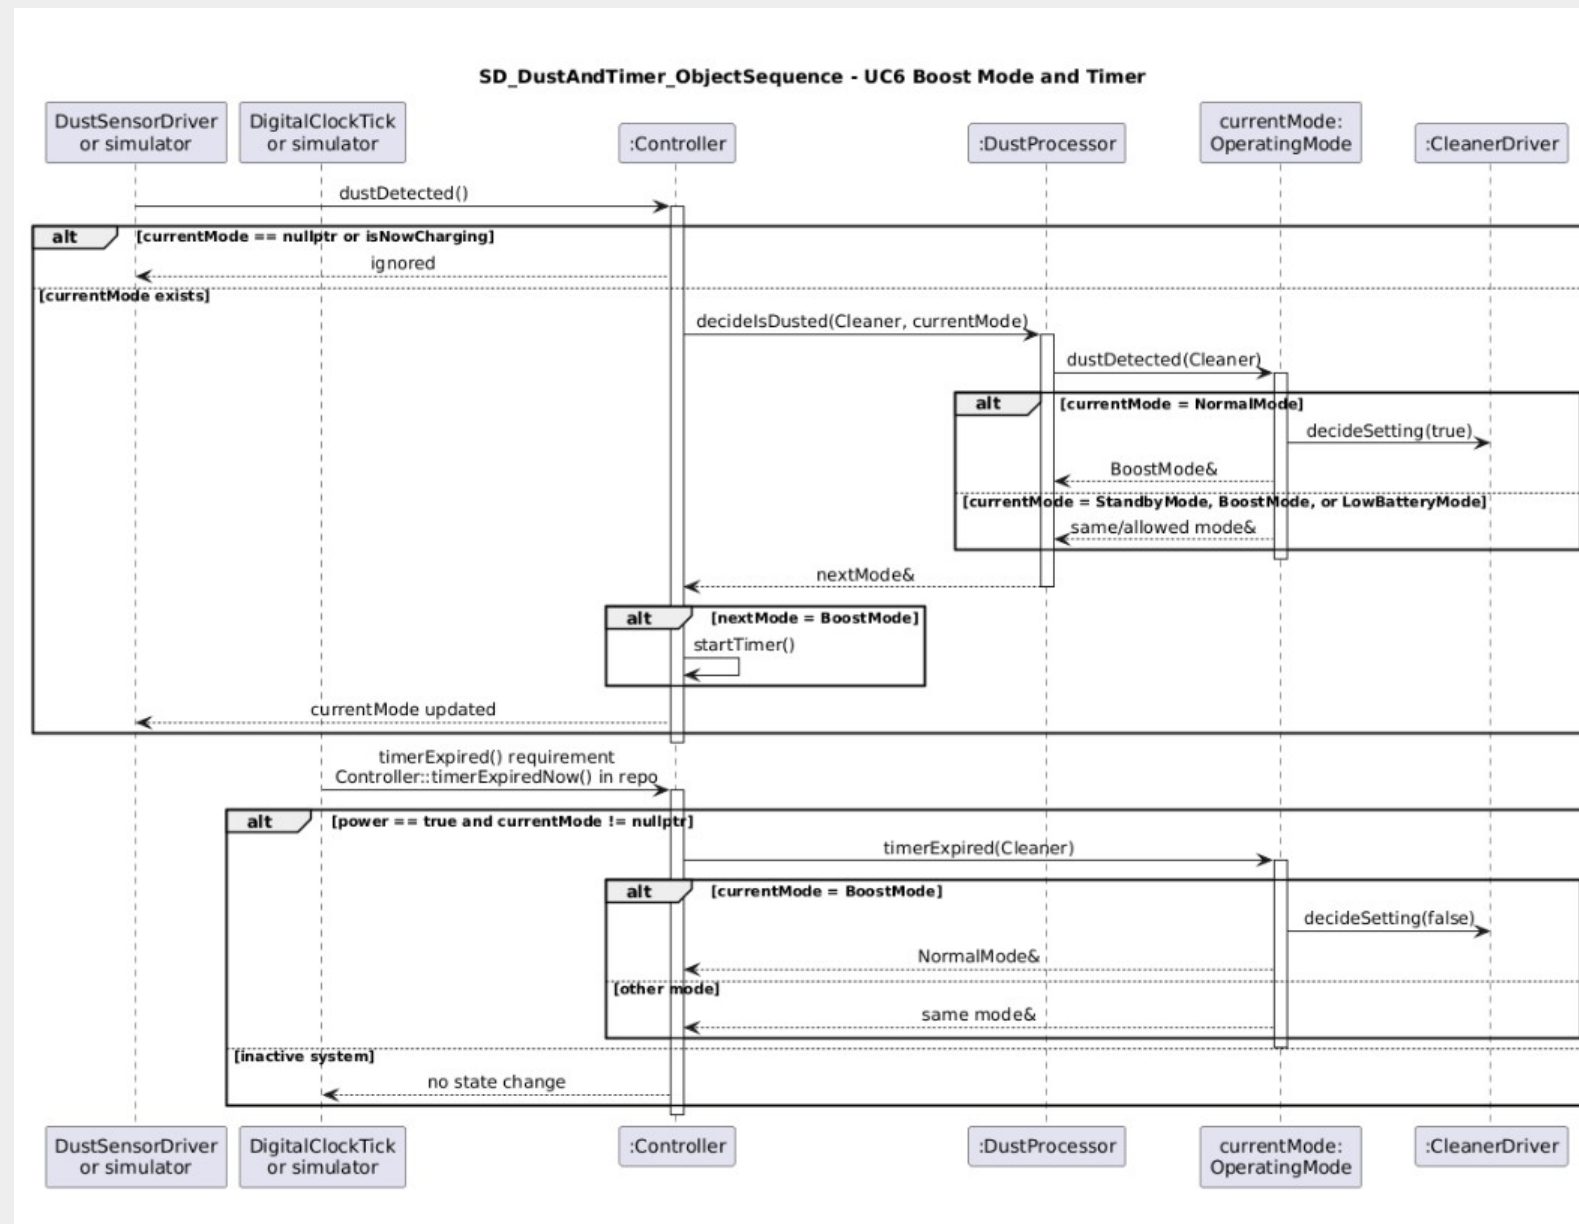 SD_DustAndTimer_ObjectSequence - UC6 Boost Mode and Timer
DustSensorDriver
or simulator
DigitalClockTick
or simulator
:Controller
:DustProcessor
currentMode:
OperatingMode
:CleanerDriver
dustDetected()
alt
[currentMode == nullptr or isNowCharging]
ignored
[currentMode exists]
decideIsDusted(Cleaner, currentMode)
dustDetected(Cleaner)
alt
[currentMode = NormalMode]
decideSetting(true)
BoostMode&
[currentMode = StandbyMode, BoostMode, or LowBatteryMode]
same/allowed mode&
nextMode&
alt
[nextMode = BoostMode]
startTimer()
currentMode updated
timerExpired() requirement
Controller::timerExpiredNow() in repo
alt
[power == true and currentMode != nullptr]
timerExpired(Cleaner)
alt
[currentMode = BoostMode]
decideSetting(false)
NormalMode&
[other mode]
same mode&
[inactive system]
no state change
DustSensorDriver
or simulator
DigitalClockTick
or simulator
:Controller
:DustProcessor
currentMode:
OperatingMode
:CleanerDriver